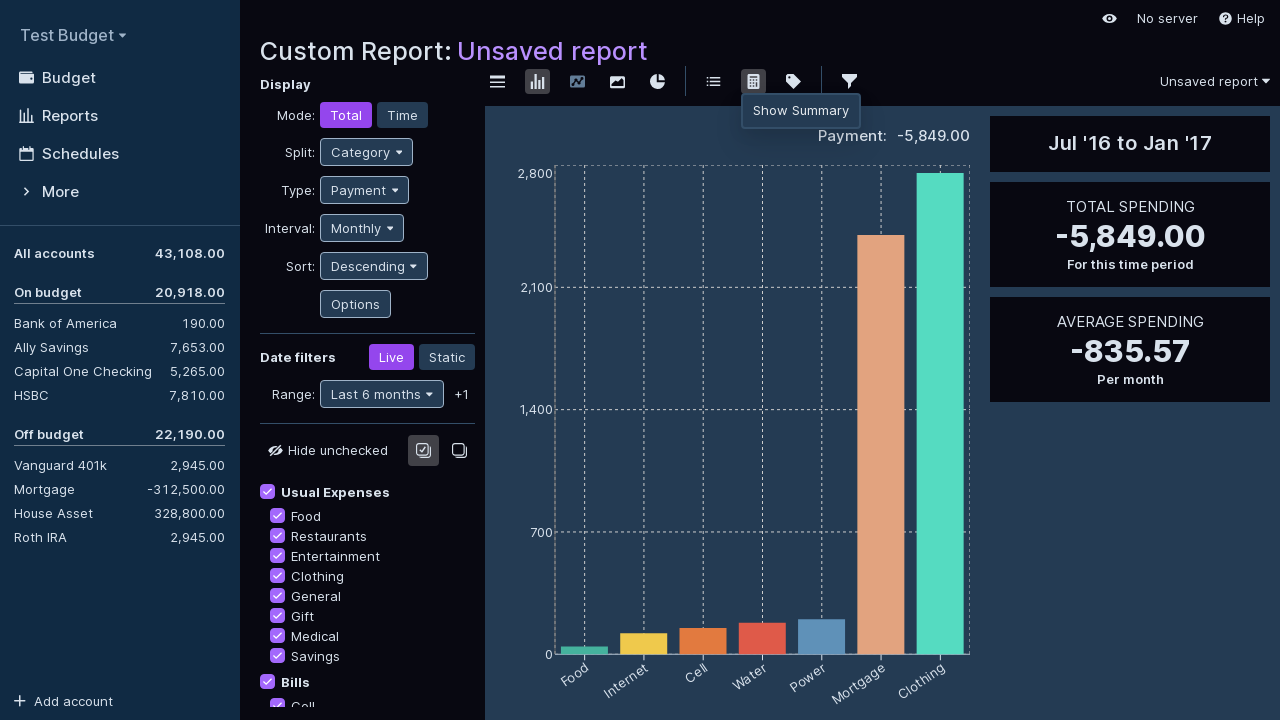 Test Budget
Budget
Reports
Schedules
More
All accounts 43,108.00
On budget 20,918.00
Bank of America 190.00
Ally Savings 7,653.00
Capital One Checking 5,265.00
HSBC 7,810.00
Off budget 22,190.00
Vanguard 401k 2,945.00
Mortgage -312,500.00
House Asset 328,800.00
Roth IRA 2,945.00
Add account
No server
Help
Custom Report: Unsaved report
Display
Mode: Total Time
Split: Category
Type: Payment
Interval: Monthly
Sort: Descending
Options
Date filters Live Static
Range: Last 6 months +1
Hide unchecked
Usual Expenses
Food
Restaurants
Entertainment
Clothing
General
Gift
Medical
Savings
Bills
Cell
Unsaved report
Show Summary
Payment: -5,849.00
2,800
2,100
1,400
700
0
Food
Internet
Cell
Water
Power
Mortgage
Clothing
Jul '16 to Jan '17
TOTAL SPENDING
-5,849.00
For this time period
AVERAGE SPENDING
-835.57
Per month